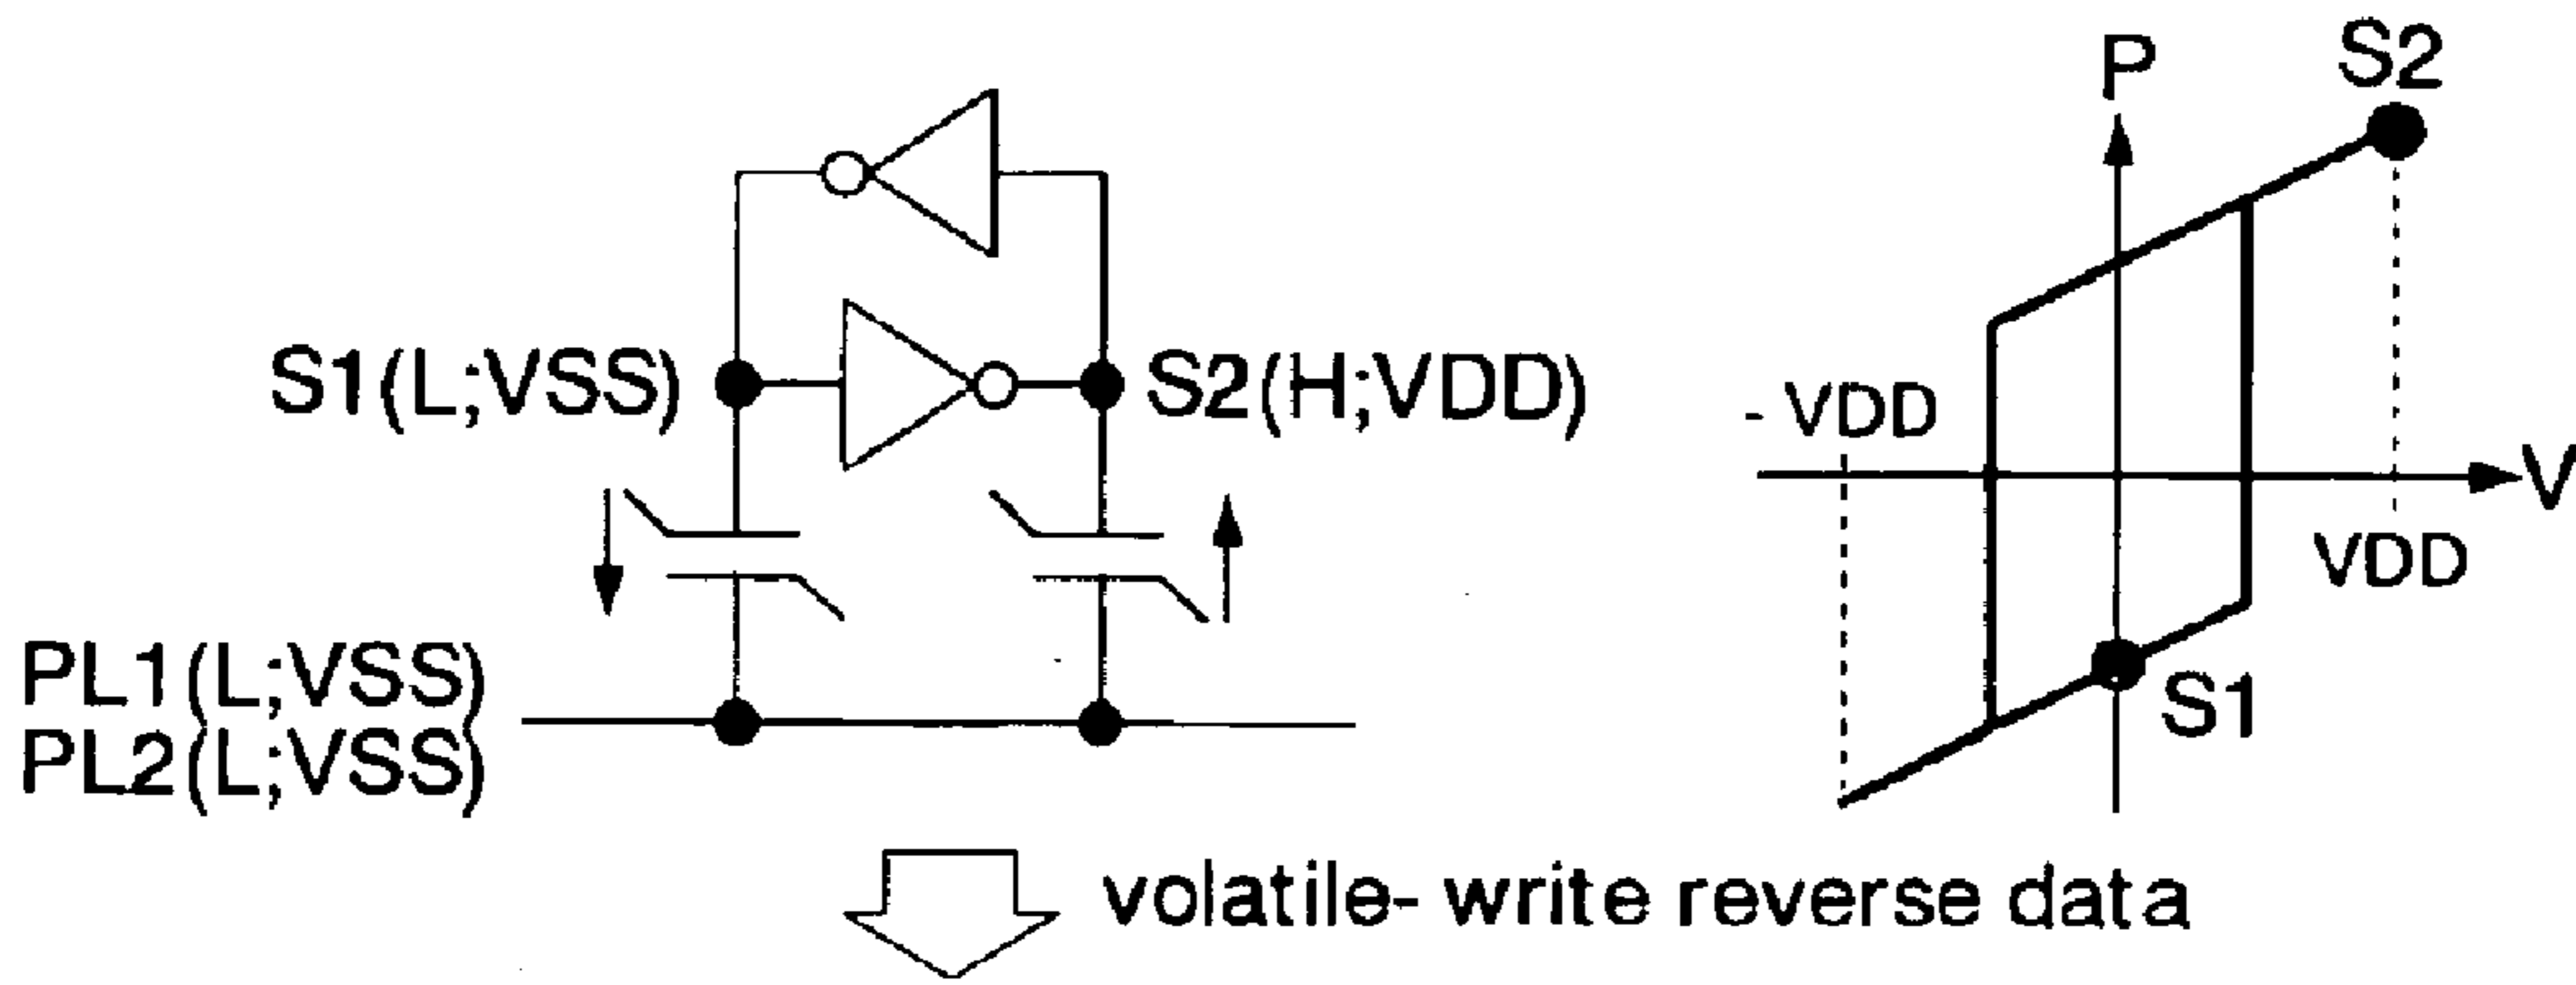 P
S2
S1(L;VSS)
S2(H;VDD)
- VDD
V
VDD
PL1(L;VSS)
PL2(L;VSS)
S1
volatile- write reverse data